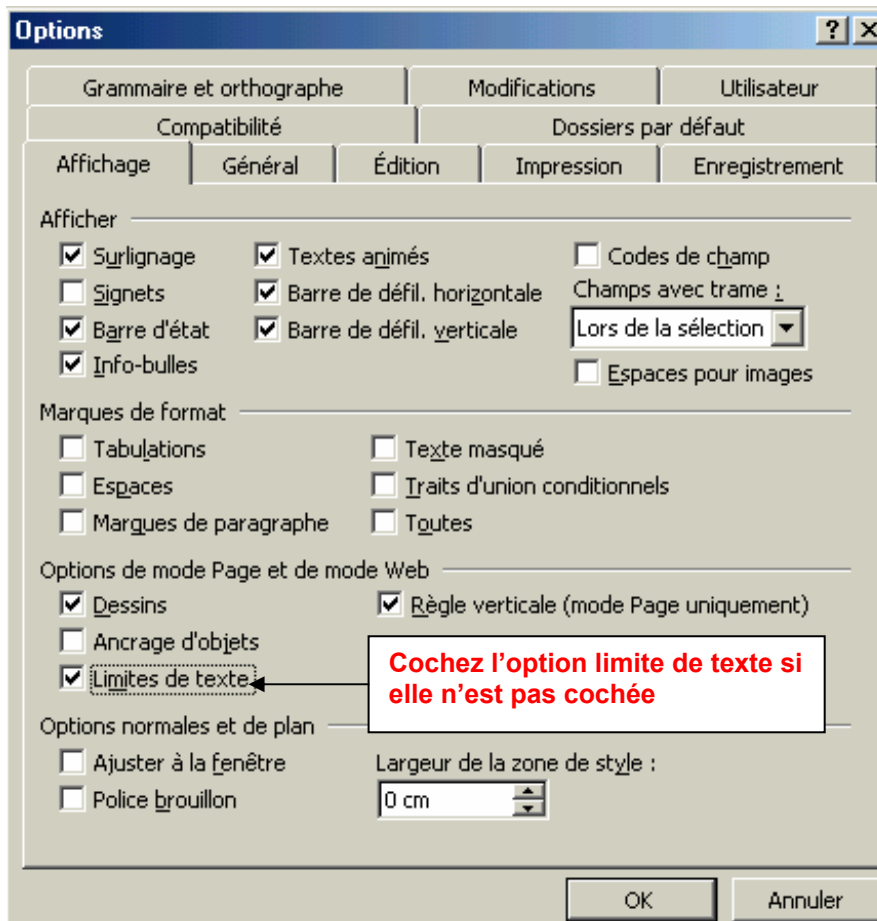 Options
Grammaire et orthographe Modifications Utilisateur
Compatibilité Dossiers par défaut
Affichage Général Édition Impression Enregistrement
Afficher
Surlignage Textes animés Codes de champ
Signets Barre de défil. horizontale Champs avec trame :
Barre d'état Barre de défil. verticale Lors de la sélection
Info-bulles Espaces pour images
Marques de format
Tabulations Texte masqué
Espaces Traits d'union conditionnels
Marques de paragraphe Toutes
Options de mode Page et de mode Web
Dessins Règle verticale (mode Page uniquement)
Ancrage d'objets
Limites de texte
Cochez l'option limite de texte si
elle n'est pas cochée
Options normales et de plan
Ajuster à la fenêtre Largeur de la zone de style :
Police brouillon 0 cm
OK Annuler